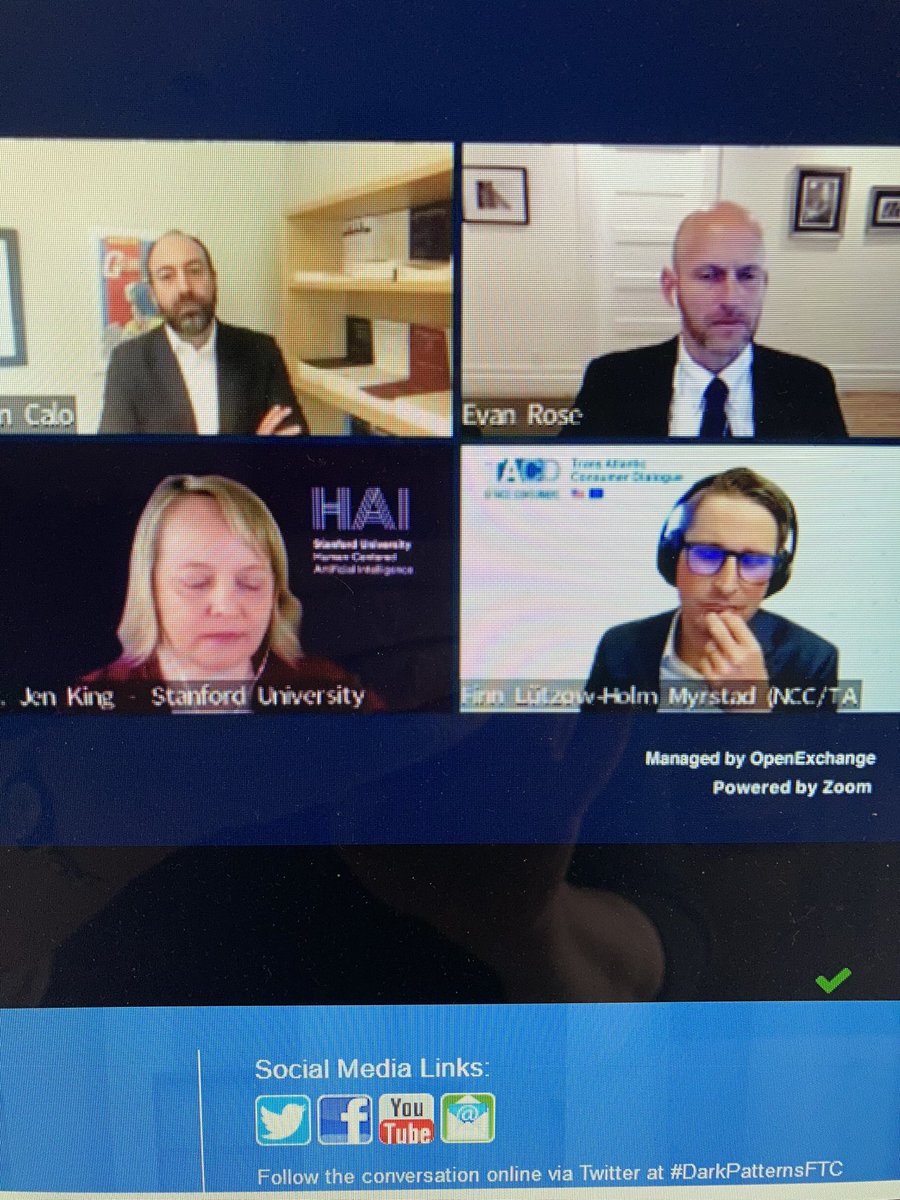 n Calo
Evan Rose
TACD Trans Atlantic
Consumer Dialogue
HAI
Stanford University
Human-Centered
Artificial Intelligence
. Jen King - Stanford University
Finn Lützow-Holm Myrstad (NCC/TA
Managed by OpenExchange
Powered by Zoom
Social Media Links:
You
Tube
@
Follow the conversation online via Twitter at #DarkPatternsFTC